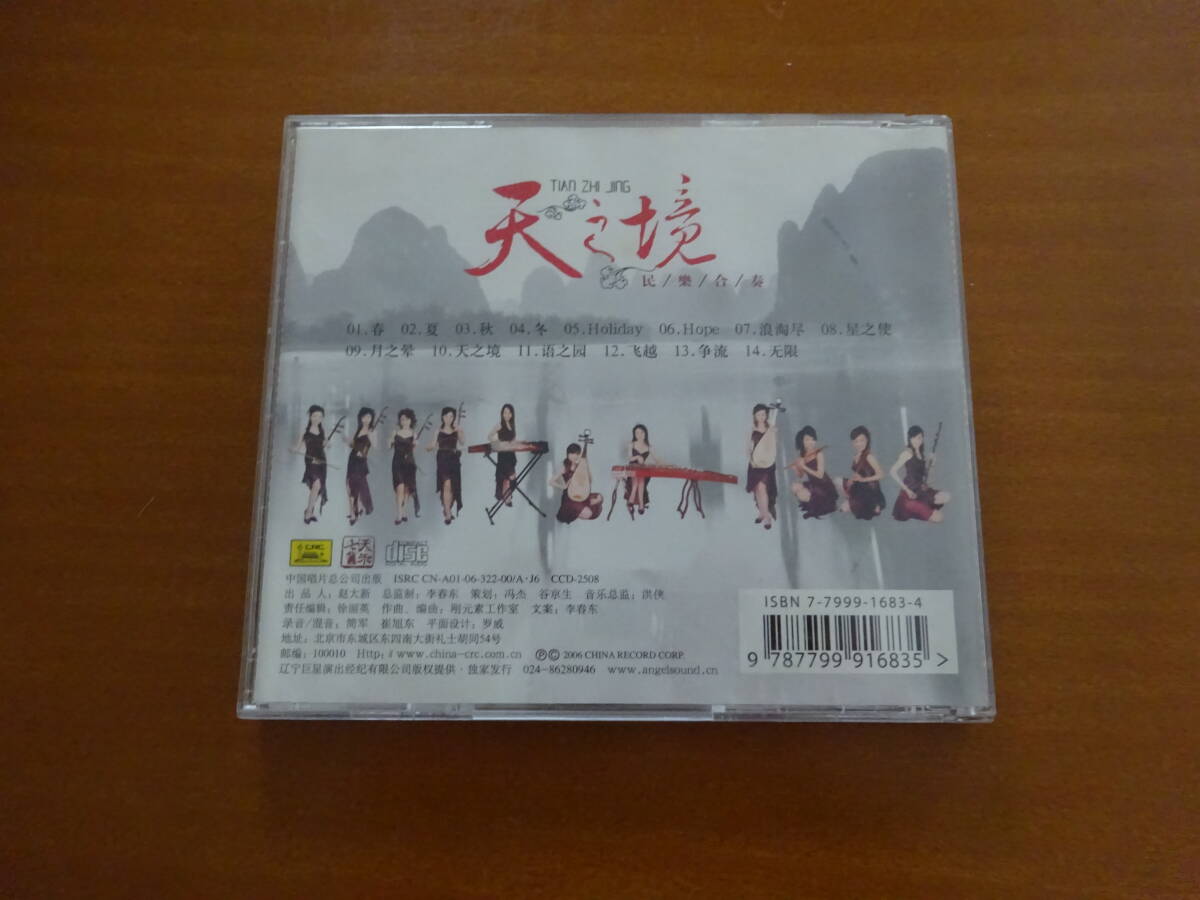 TIAN ZHI JING
天之境
民/樂/合/奏
01.春 02.夏 03.秋 04.冬 05.Holiday 06.Hope 07.浪淘尽 08.星之使
09.月之晕 10.天之境 11.语之园 12.飞越 13.争流 14.无限
CRC
disc
DIGITAL AUDIO
中国唱片总公司出版 ISRC CN-A01-06-322-00/A·J6 CCD-2508
出品人:赵大新 总监制:李春东 策划:冯杰 谷京生 音乐总监:洪侠
责任编辑:徐丽英 作曲、编曲:刚元素工作室 文案:李春东
录音/混音:简军 崔旭东 平面设计:罗威
地址:北京市东城区东四南大街礼士胡同54号
邮编:100010 Http://www.china-crc.com.cn ℗©2006 CHINA RECORD CORP.
辽宁巨星演出经纪有限公司版权提供·独家发行 024-86280946 www.angelsound.cn
ISBN 7-7999-1683-4
9 787799 916835 >